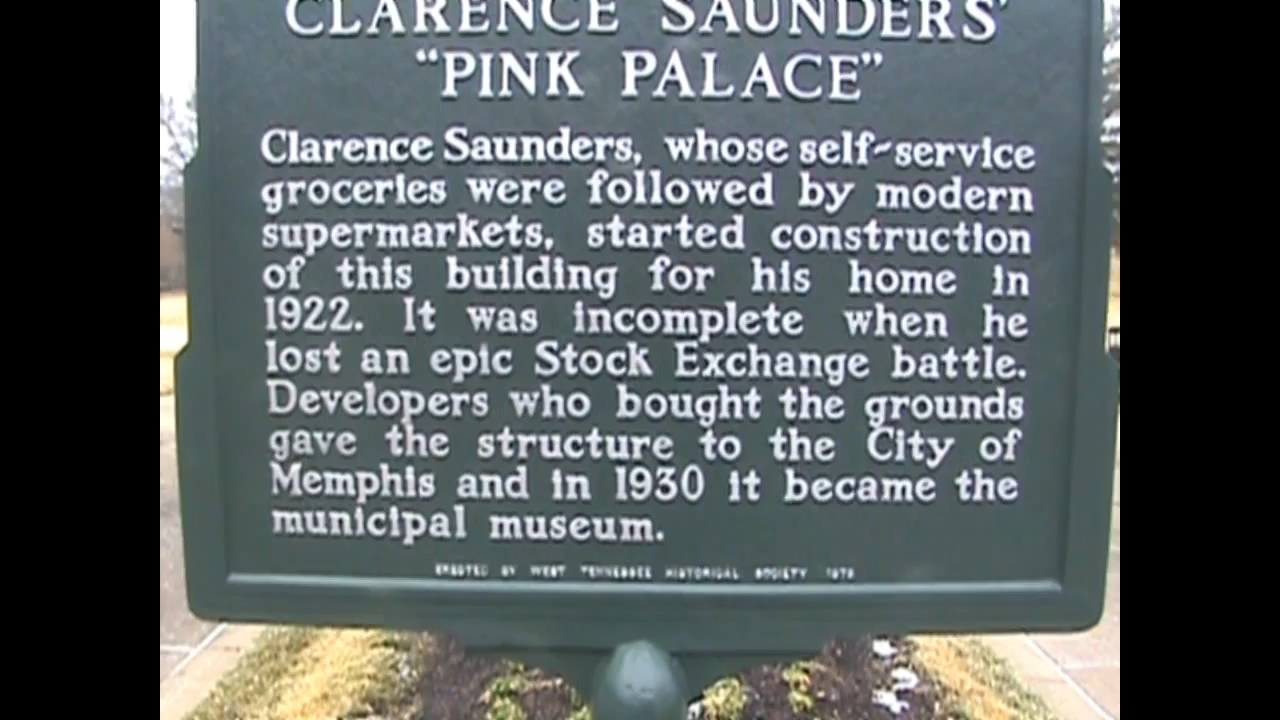 CLARENCE SAUNDERS'
"PINK PALACE"
Clarence Saunders, whose self-service
groceries were followed by modern
supermarkets, started construction
of this building for his home in
1922. It was incomplete when he
lost an epic Stock Exchange battle.
Developers who bought the grounds
gave the structure to the City of
Memphis and in 1930 it became the
municipal museum.
ERECTED BY WEST TENNESSEE HISTORICAL SOCIETY